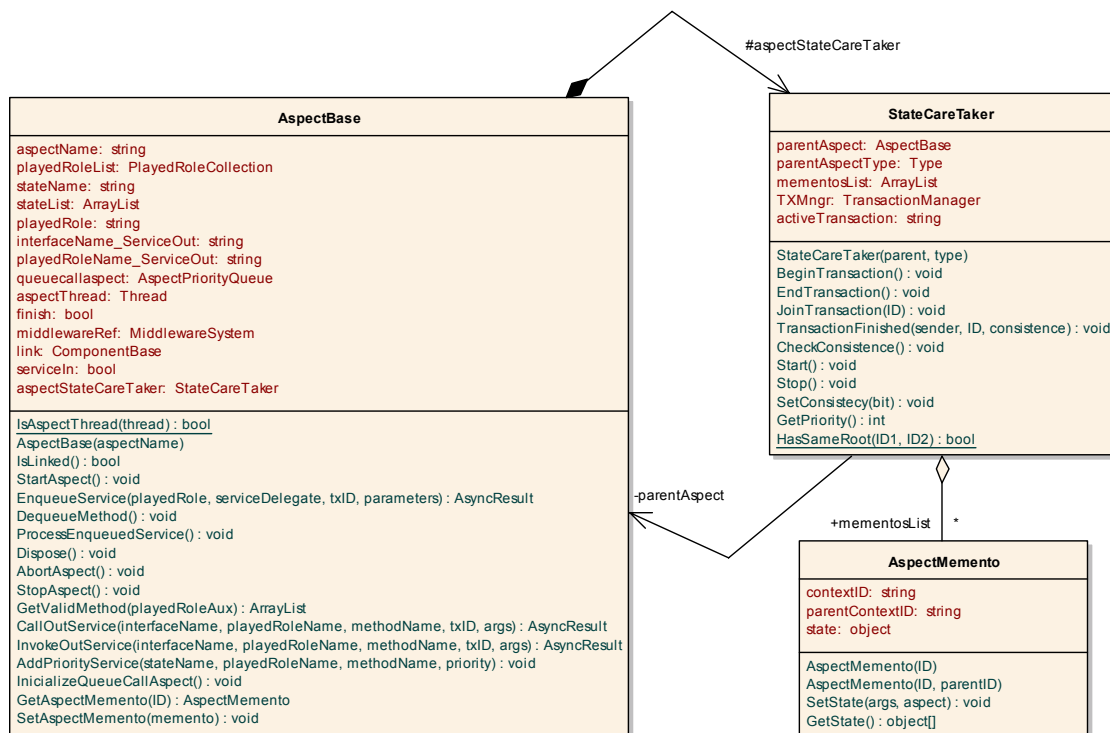 #aspectStateCareTaker
AspectBase
aspectName: string
playedRoleList: PlayedRoleCollection
stateName: string
stateList: ArrayList
playedRole: string
interfaceName_ServiceOut: string
playedRoleName_ServiceOut: string
queuecallaspect: AspectPriorityQueue
aspectThread: Thread
finish: bool
middlewareRef: MiddlewareSystem
link: ComponentBase
serviceIn: bool
aspectStateCareTaker: StateCareTaker
IsAspectThread(thread) : bool
AspectBase(aspectName)
IsLinked() : bool
StartAspect() : void
EnqueueService(playedRole, serviceDelegate, txID, parameters) : AsyncResult
DequeueMethod() : void
ProcessEnqueuedService() : void
Dispose() : void
AbortAspect() : void
StopAspect() : void
GetValidMethod(playedRoleAux) : ArrayList
CallOutService(interfaceName, playedRoleName, methodName, txID, args) : AsyncResult
InvokeOutService(interfaceName, playedRoleName, methodName, txID, args) : AsyncResult
AddPriorityService(stateName, playedRoleName, methodName, priority) : void
InicializeQueueCallAspect() : void
GetAspectMemento(ID) : AspectMemento
SetAspectMemento(memento) : void
StateCareTaker
parentAspect: AspectBase
parentAspectType: Type
mementosList: ArrayList
TXMngr: TransactionManager
activeTransaction: string
StateCareTaker(parent, type)
BeginTransaction() : void
EndTransaction() : void
JoinTransaction(ID) : void
TransactionFinished(sender, ID, consistence) : void
CheckConsistence() : void
Start() : void
Stop() : void
SetConsistecy(bit) : void
GetPriority() : int
HasSameRoot(ID1, ID2) : bool
-parentAspect
+mementosList *
AspectMemento
contextID: string
parentContextID: string
state: object
AspectMemento(ID)
AspectMemento(ID, parentID)
SetState(args, aspect) : void
GetState() : object[]